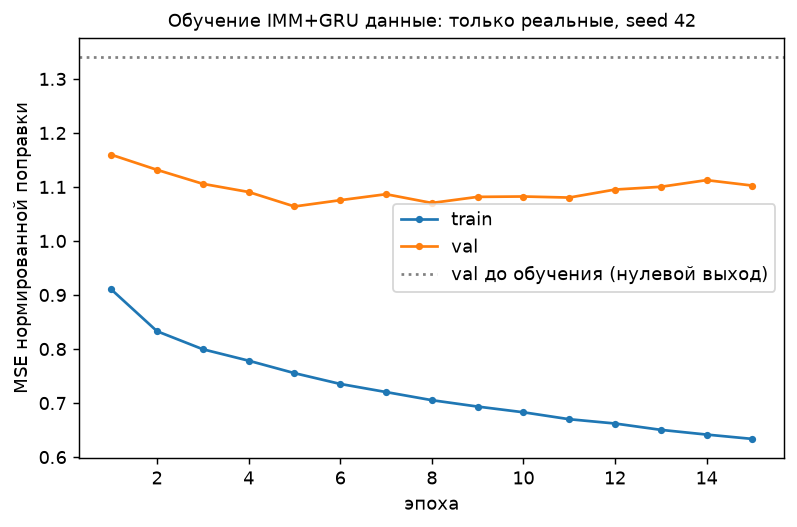 Обучение IMM+GRU данные: только реальные, seed 42
MSE нормированной поправки
1.3
1.2
1.1
1.0
0.9
0.8
0.7
0.6
train
val
val до обучения (нулевой выход)
2 4 6 8 10 12 14
эпоха